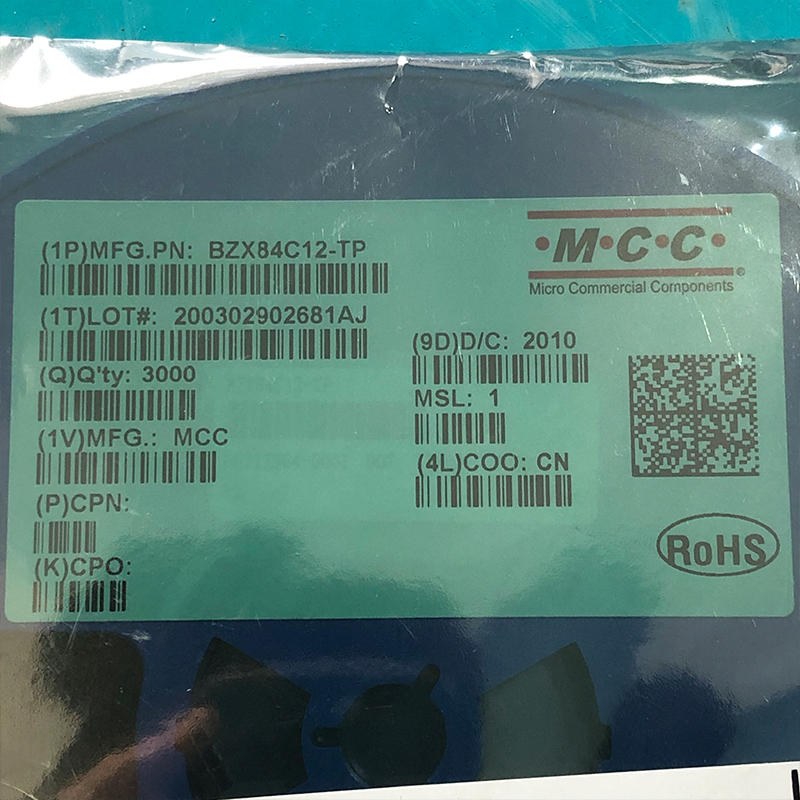 (1P)MFG.PN: BZX84C12-TP
(1T)LOT#: 200302902681AJ
(Q)Q'ty: 3000
(1V)MFG.: MCC
(P)CPN:
(K)CPO:
•M•C•C•®
Micro Commercial Components
(9D)D/C: 2010
MSL: 1
(4L)COO: CN
RoHS